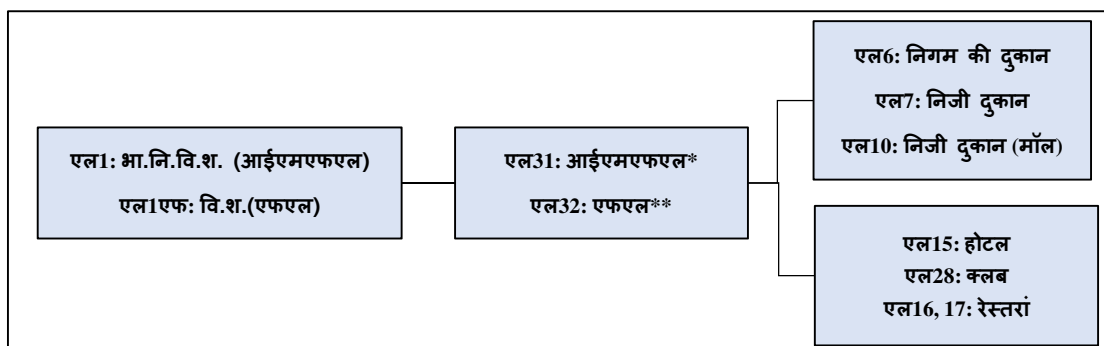 एल1: भा.नि.वि.श. (आईएमएफएल)
एल1एफ: वि.श.(एफएल)
एल31: आईएमएफएल*
एल32: एफएल**
एल6: निगम की दुकान
एल7: निजी दुकान
एल10: निजी दुकान (मॉल)
एल15: होटल
एल28: क्लब
एल16, 17: रेस्तरां